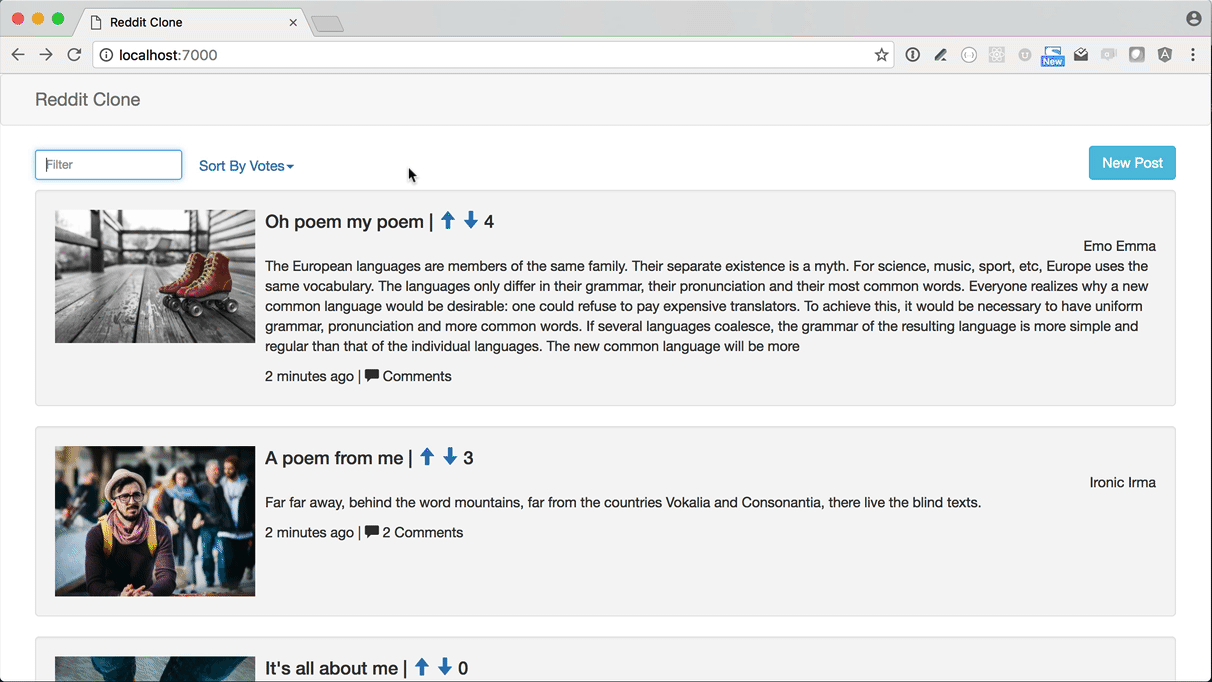 Reddit Clone
localhost:7000
New
Reddit Clone
Filter
Sort By Votes
New Post
Oh poem my poem | 4
Emo Emma
The European languages are members of the same family. Their separate existence is a myth. For science, music, sport, etc, Europe uses the
same vocabulary. The languages only differ in their grammar, their pronunciation and their most common words. Everyone realizes why a new
common language would be desirable: one could refuse to pay expensive translators. To achieve this, it would be necessary to have uniform
grammar, pronunciation and more common words. If several languages coalesce, the grammar of the resulting language is more simple and
regular than that of the individual languages. The new common language will be more
2 minutes ago | Comments
A poem from me | 3
Ironic Irma
Far far away, behind the word mountains, far from the countries Vokalia and Consonantia, there live the blind texts.
2 minutes ago | 2 Comments
It's all about me | 0